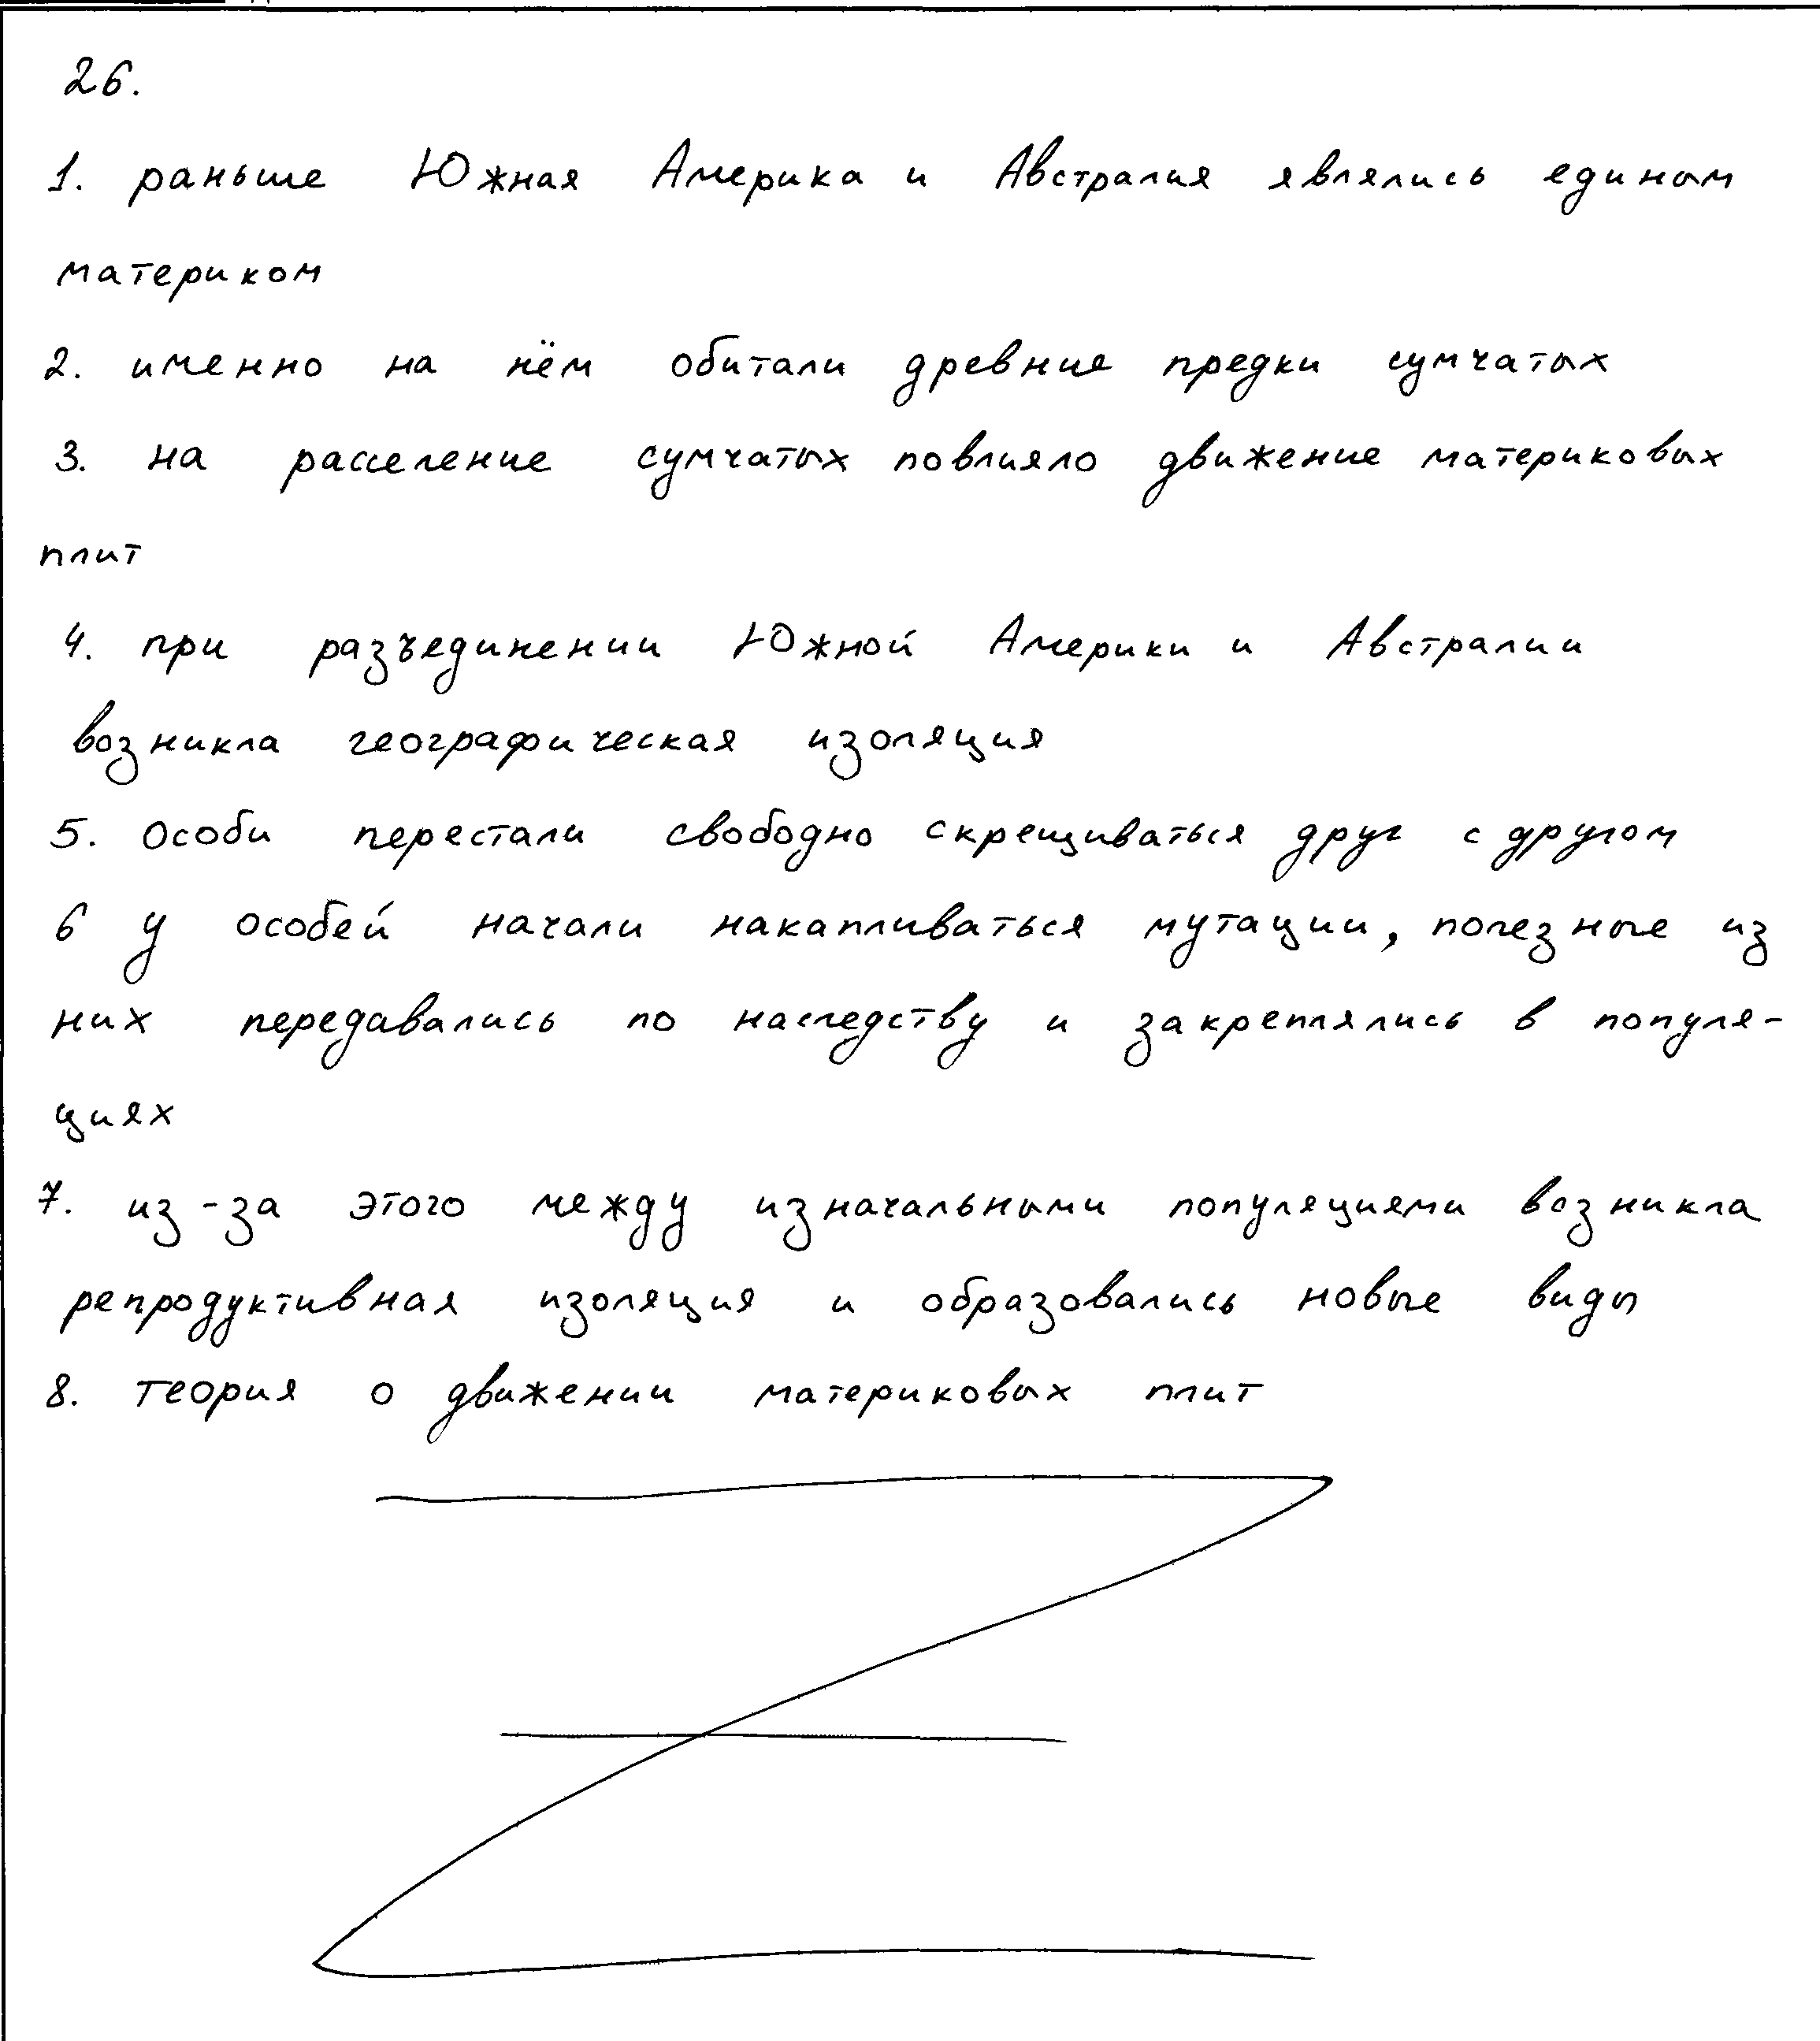 26.
1. раньше Южная Америка и Австралия являлись единым
материком
2. именно на нём обитали древние предки сумчатых
3. на расселение сумчатых повлияло движение материковых
плит
4. при разъединении Южной Америки и Австралии
возникла географическая изоляция
5. особи перестали свободно скрещиваться друг с другом
6 у особей начали накапливаться мутации, полезные из
них передавались по наследству и закреплялись в популя-
циях
7. из-за этого между изначальными популяциями возникла
репродуктивная изоляция и образовались новые виды
8. теория о движении материковых плит